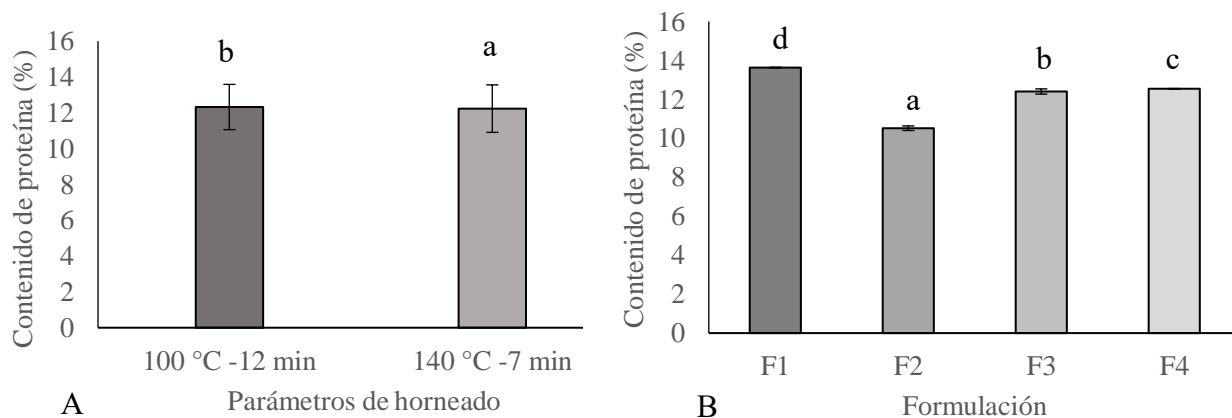 Contenido de proteína (%)
16
14
12
10
8
6
4
2
0
b
a
100 °C -12 min
140 °C -7 min
Parámetros de horneado
A
Contenido de proteína (%)
16
14
12
10
8
6
4
2
0
d
a
b
c
F1
F2
F3
F4
Formulación
B